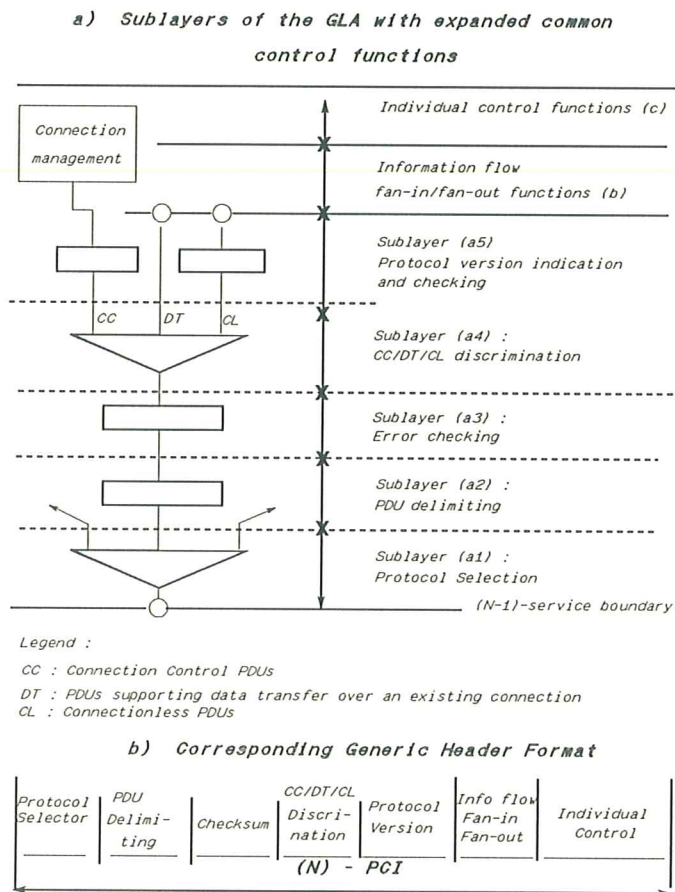 a) Sublayers of the GLA with expanded common
control functions
Connection
management
Individual control functions (c)
Information flow
fan-in/fan-out functions (b)
Sublayer (a5)
Protocol version indication
and checking
CC
DT
CL
Sublayer (a4) :
CC/DT/CL discrimination
Sublayer (a3) :
Error checking
Sublayer (a2) :
PDU delimiting
Sublayer (a1) :
Protocol Selection
(N-1)-service boundary
Legend :
CC : Connection Control PDUs
DT : PDUs supporting data transfer over an existing connection
CL : Connectionless PDUs
b) Corresponding Generic Header Format
Protocol
Selector
PDU
Delimi-
ting
Checksum
CC/DT/CL
Discri-
nation
Protocol
Version
Info flow
Fan-in
Fan-out
Individual
Control
(N) - PCI